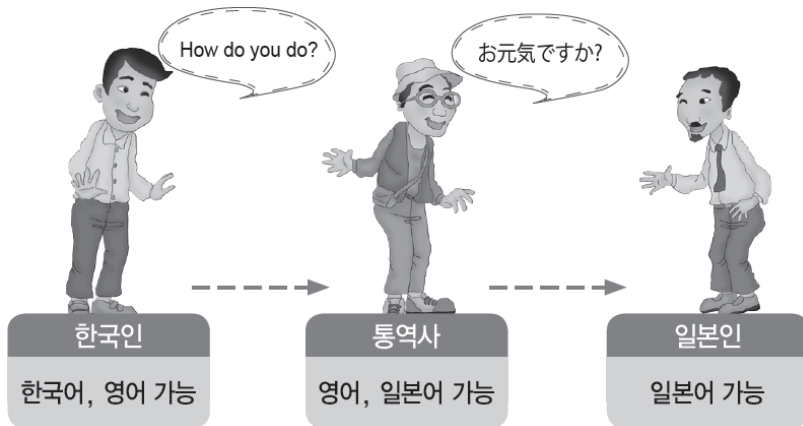 How do you do?
お元気ですか?
한국인
통역사
일본인
한국어, 영어 가능
영어, 일본어 가능
일본어 가능